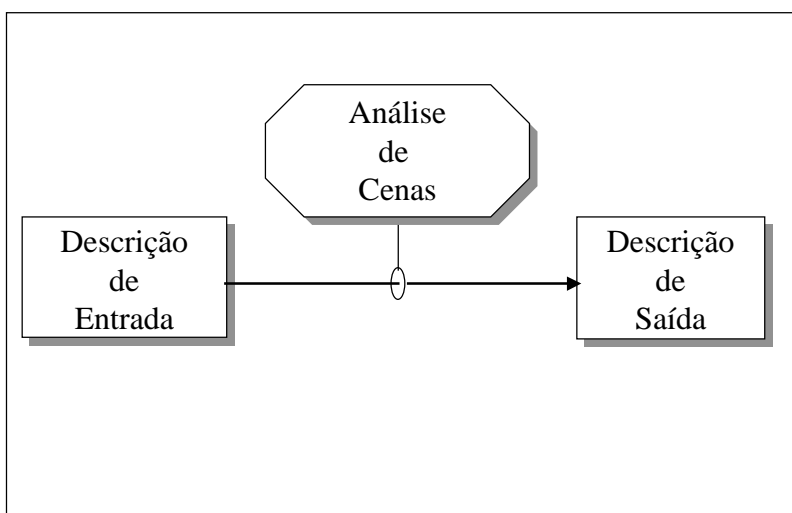 Análise
de
Cenas
Descrição
de
Entrada
Descrição
de
Saída